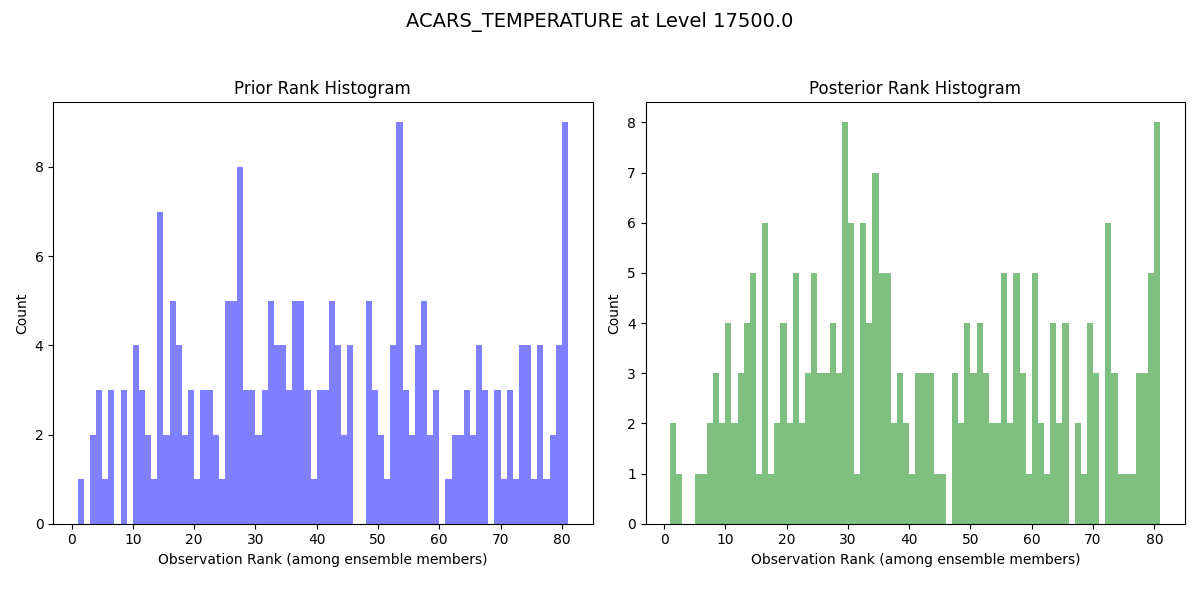 ACARS_TEMPERATURE at Level 17500.0
Prior Rank Histogram
Count
8
6
4
2
0
0 10 20 30 40 50 60 70 80
Observation Rank (among ensemble members)
Posterior Rank Histogram
Count
8
7
6
5
4
3
2
1
0
0 10 20 30 40 50 60 70 80
Observation Rank (among ensemble members)